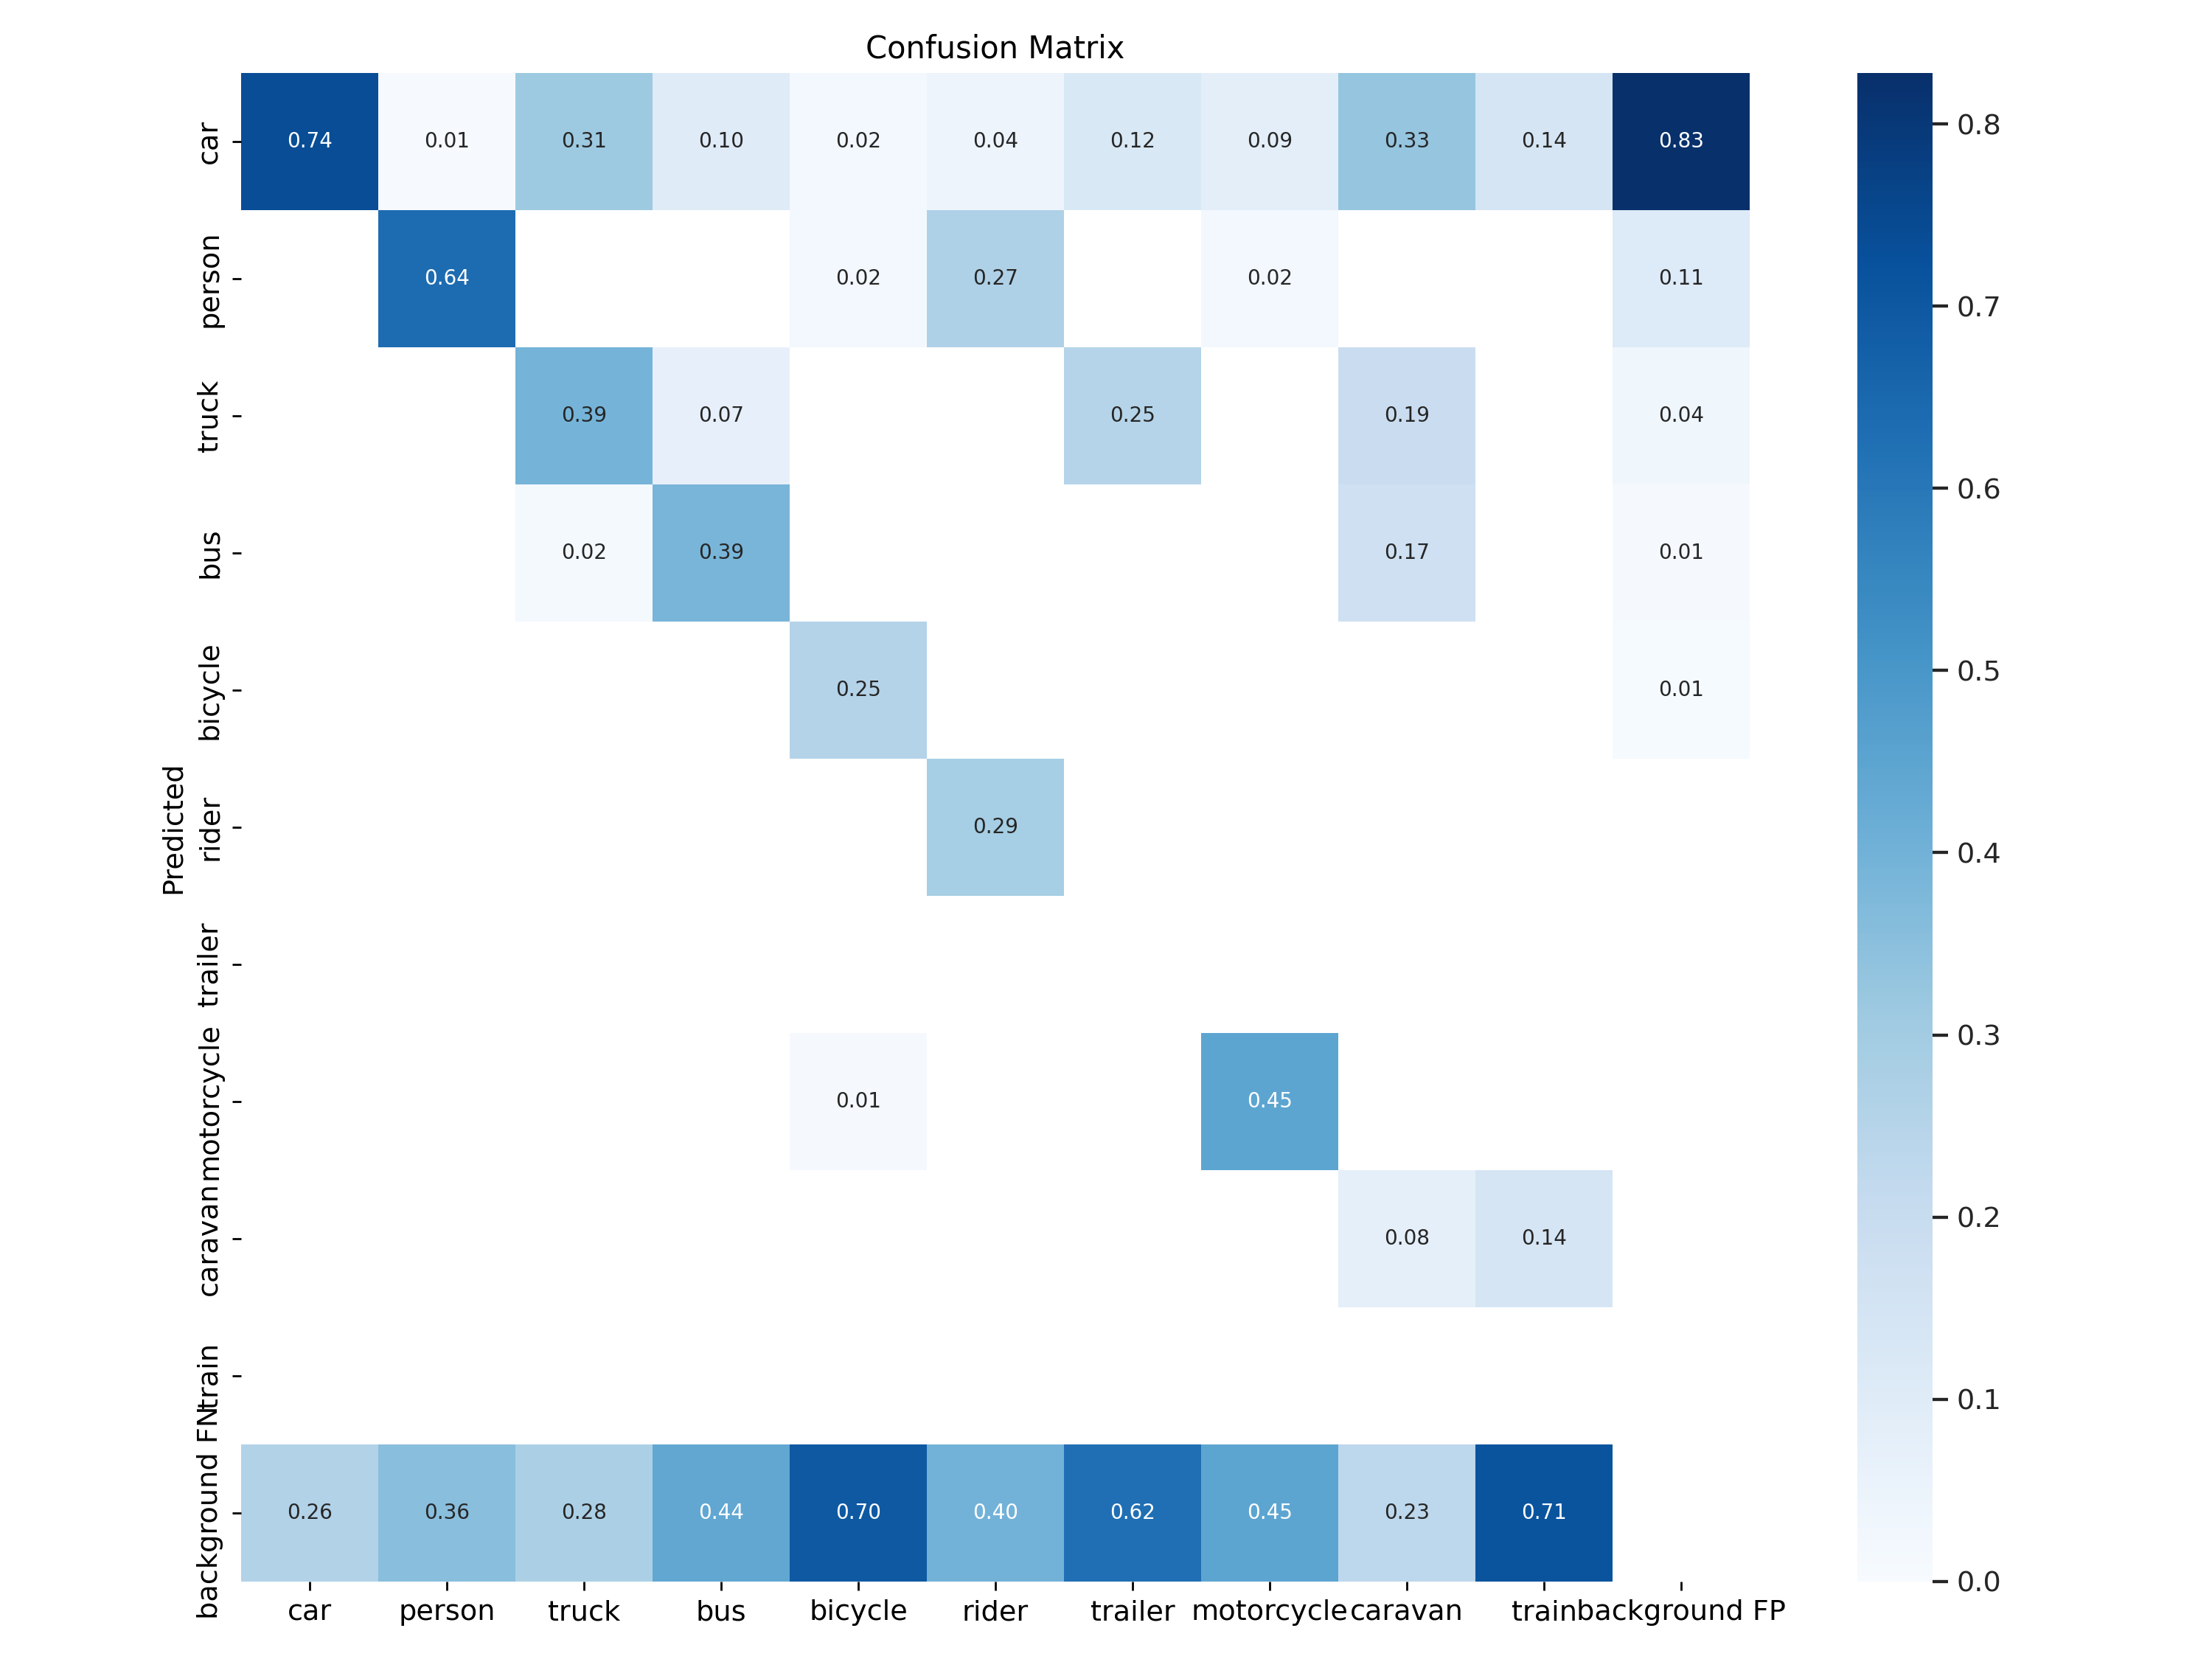 Confusion Matrix
car 0.74 0.01 0.31 0.10 0.02 0.04 0.12 0.09 0.33 0.14 0.83
person 0.64 0.02 0.27 0.02 0.11
truck 0.39 0.07 0.25 0.19 0.04
bus 0.02 0.39 0.17 0.01
bicycle 0.25 0.01
Predicted
rider 0.29
trailer
motorcycle 0.01 0.45
caravan 0.08 0.14
train
background FN 0.26 0.36 0.28 0.44 0.70 0.40 0.62 0.45 0.23 0.71
car person truck bus bicycle rider trailer motorcycle caravan train background FP
0.8
0.7
0.6
0.5
0.4
0.3
0.2
0.1
0.0